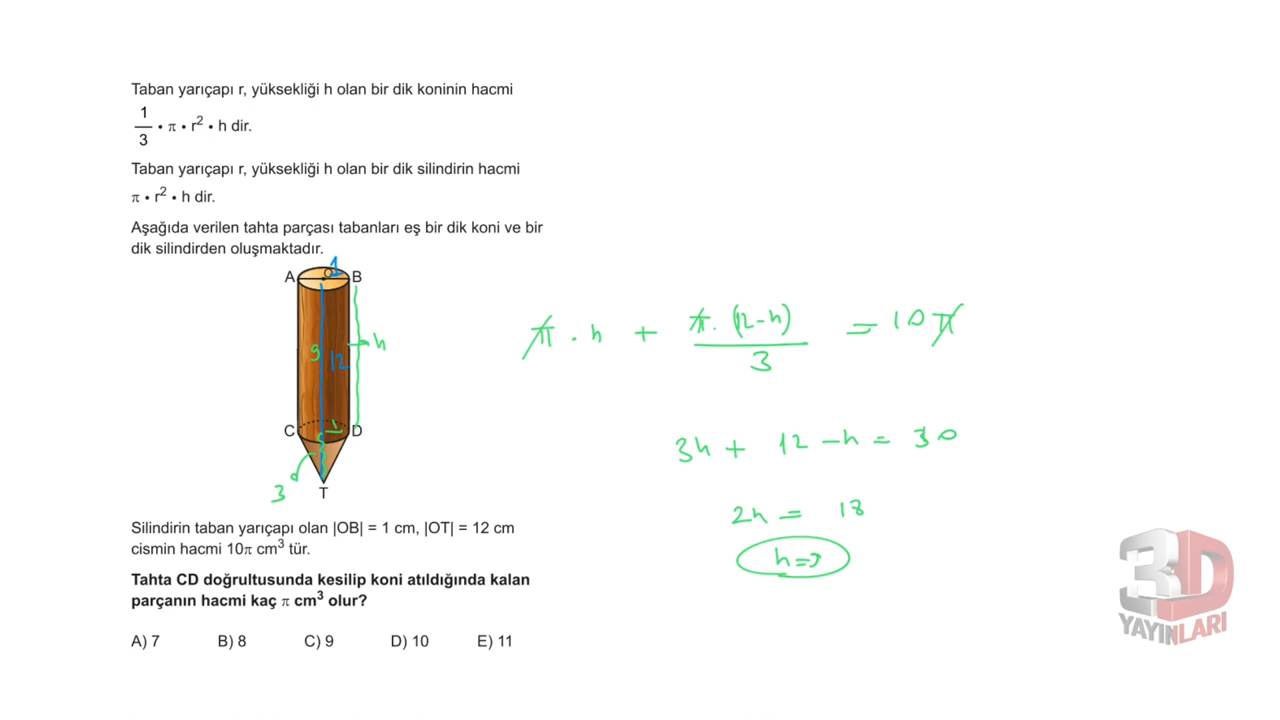 Taban yarıçapı r, yüksekliği h olan bir dik koninin hacmi
1/3 • π • r² • h dir.
Taban yarıçapı r, yüksekliği h olan bir dik silindirin hacmi
π • r² • h dir.
Aşağıda verilen tahta parçası tabanları eş bir dik koni ve bir
dik silindirden oluşmaktadır.
A O 1 B
9 12 h
C 1 D
3
T
π . h + π . (12-h) / 3 = 10π
3h + 12 - h = 30
2h = 18
h = 9
Silindirin taban yarıçapı olan |OB| = 1 cm, |OT| = 12 cm
cismin hacmi 10π cm³ tür.
Tahta CD doğrultusunda kesilip koni atıldığında kalan
parçanın hacmi kaç π cm³ olur?
A) 7 B) 8 C) 9 D) 10 E) 11
3D
YAYINLARI